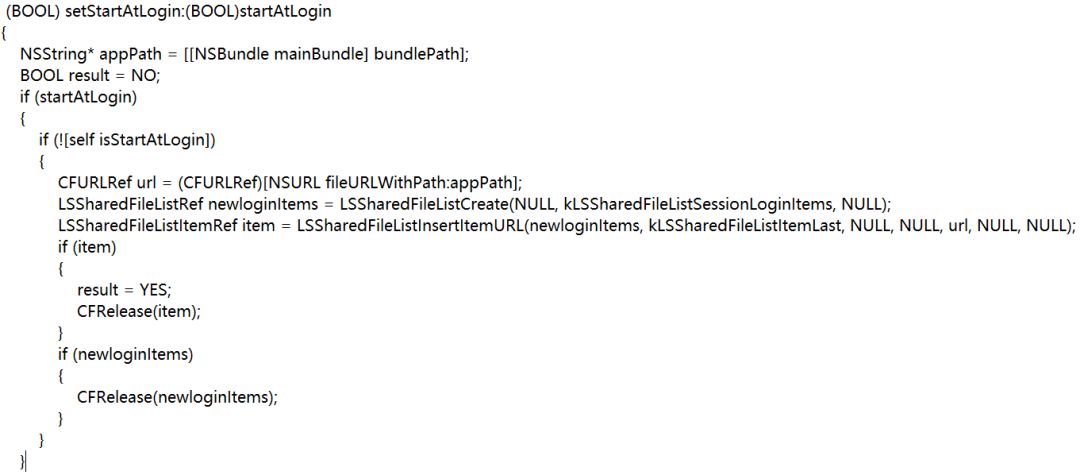 (BOOL) setStartAtLogin:(BOOL)startAtLogin
{
NSString* appPath = [[NSBundle mainBundle] bundlePath];
BOOL result = NO;
if (startAtLogin)
{
if (![self isStartAtLogin])
{
CFURLRef url = (CFURLRef)[NSURL fileURLWithPath:appPath];
LSSharedFileListRef newloginItems = LSSharedFileListCreate(NULL, kLSSharedFileListSessionLoginItems, NULL);
LSSharedFileListItemRef item = LSSharedFileListInsertItemURL(newloginItems, kLSSharedFileListItemLast, NULL, NULL, url, NULL, NULL);
if (item)
{
result = YES;
CFRelease(item);
}
if (newloginItems)
{
CFRelease(newloginItems);
}
}
}